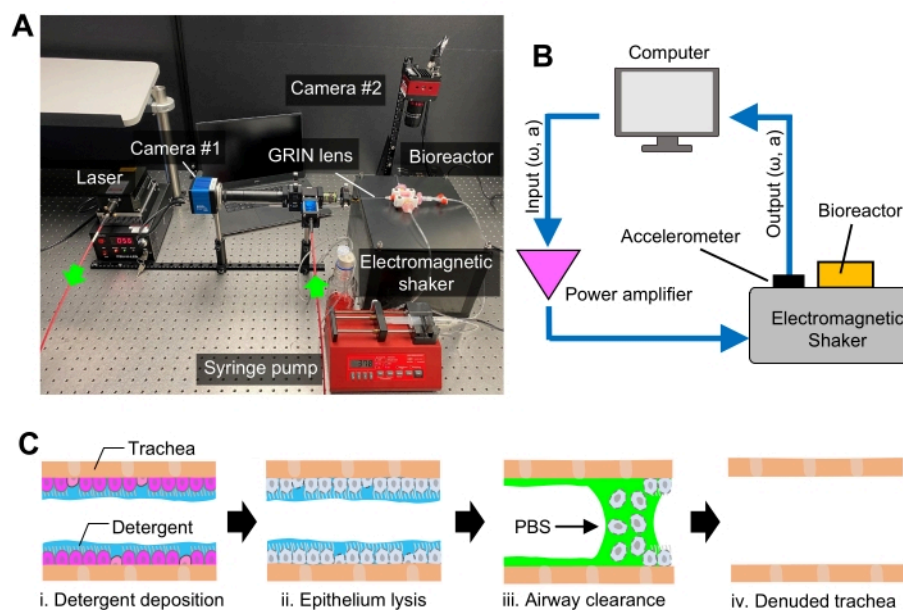 A
Camera #2
Camera #1
GRIN lens
Bioreactor
Laser
Electromagnetic
shaker
Syringe pump
B
Computer
Input (ω, a)
Output (ω, a)
Bioreactor
Accelerometer
Power amplifier
Electromagnetic
Shaker
C
Trachea
Detergent
PBS
i. Detergent deposition
ii. Epithelium lysis
iii. Airway clearance
iv. Denuded trachea